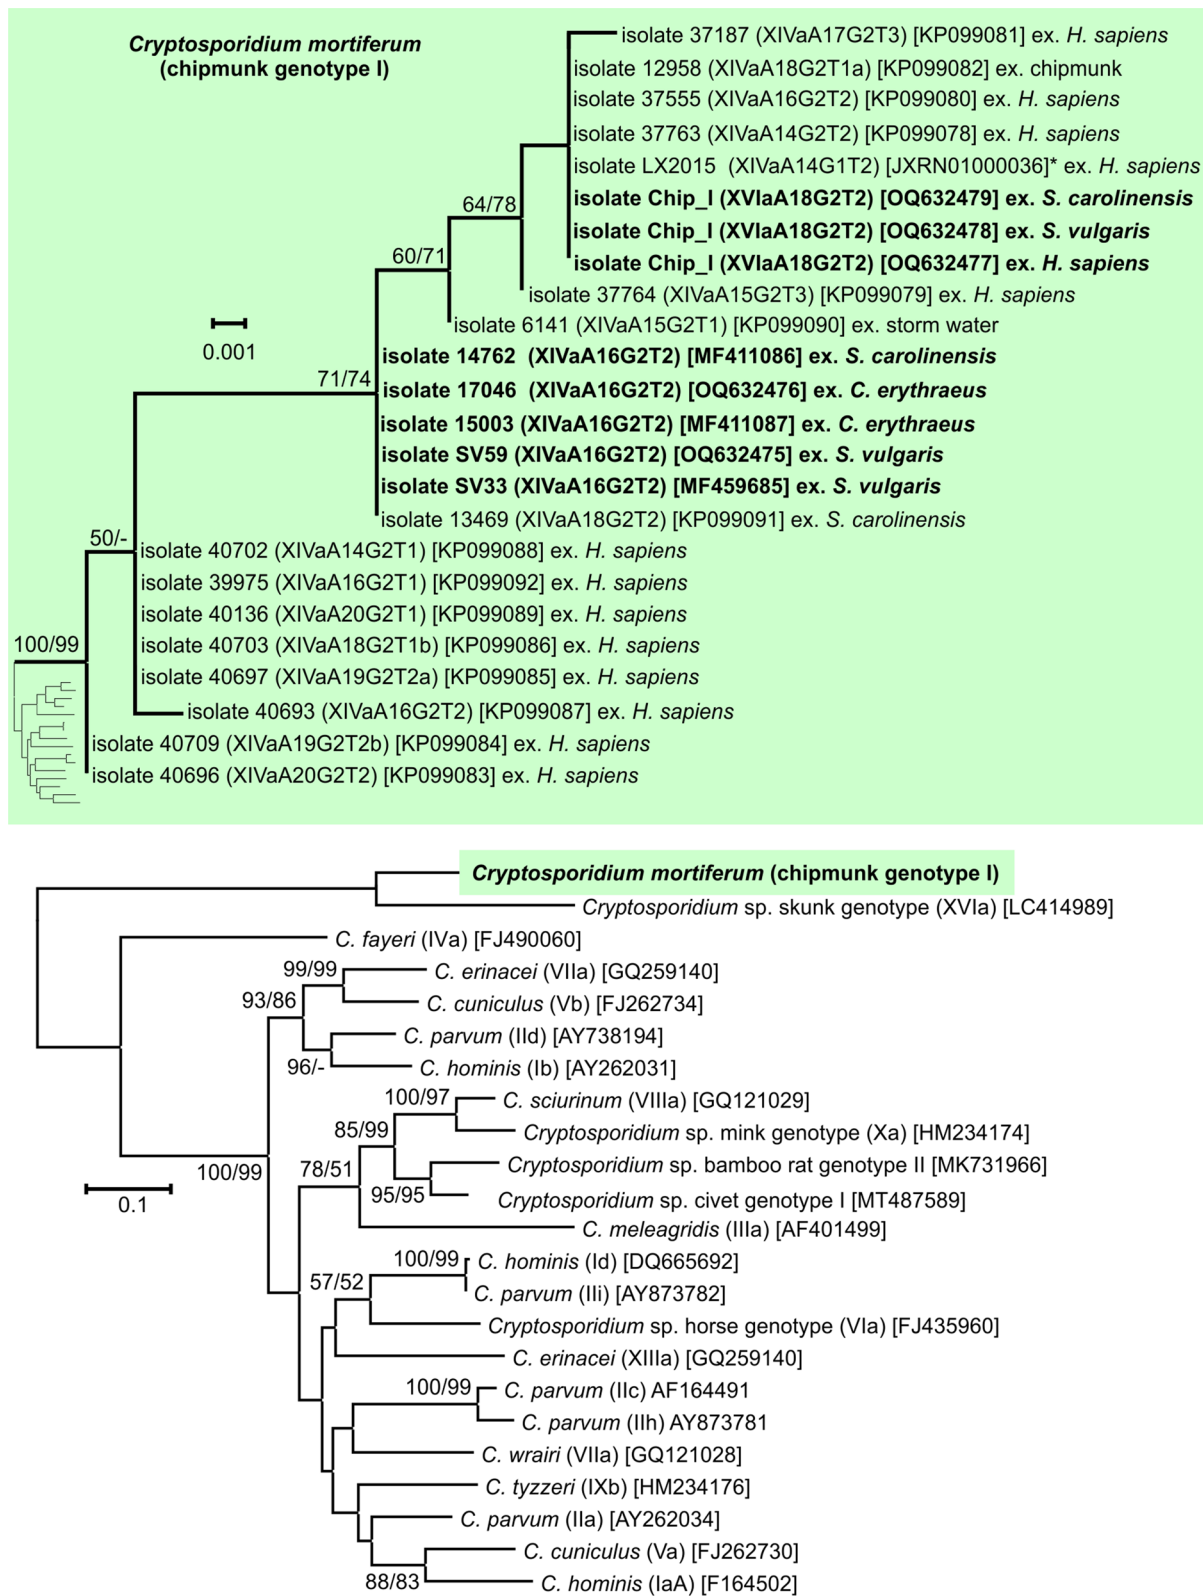 Cryptosporidium mortiferum
(chipmunk genotype I)
isolate 37187 (XIVaA17G2T3) [KP099081] ex. H. sapiens
isolate 12958 (XIVaA18G2T1a) [KP099082] ex. chipmunk
isolate 37555 (XIVaA16G2T2) [KP099080] ex. H. sapiens
isolate 37763 (XIVaA14G2T2) [KP099078] ex. H. sapiens
isolate LX2015 (XIVaA14G1T2) [JXRN01000036]* ex. H. sapiens
isolate Chip_I (XVIaA18G2T2) [OQ632479] ex. S. carolinensis
64/78
isolate Chip_I (XVIaA18G2T2) [OQ632478] ex. S. vulgaris
60/71
isolate Chip_I (XVIaA18G2T2) [OQ632477] ex. H. sapiens
isolate 37764 (XIVaA15G2T3) [KP099079] ex. H. sapiens
isolate 6141 (XIVaA15G2T1) [KP099090] ex. storm water
0.001
isolate 14762 (XIVaA16G2T2) [MF411086] ex. S. carolinensis
71/74
isolate 17046 (XIVaA16G2T2) [OQ632476] ex. C. erythraeus
isolate 15003 (XIVaA16G2T2) [MF411087] ex. C. erythraeus
isolate SV59 (XIVaA16G2T2) [OQ632475] ex. S. vulgaris
isolate SV33 (XIVaA16G2T2) [MF459685] ex. S. vulgaris
isolate 13469 (XIVaA18G2T2) [KP099091] ex. S. carolinensis
50/-
isolate 40702 (XIVaA14G2T1) [KP099088] ex. H. sapiens
isolate 39975 (XIVaA16G2T1) [KP099092] ex. H. sapiens
isolate 40136 (XIVaA20G2T1) [KP099089] ex. H. sapiens
100/99
isolate 40703 (XIVaA18G2T1b) [KP099086] ex. H. sapiens
isolate 40697 (XIVaA19G2T2a) [KP099085] ex. H. sapiens
isolate 40693 (XIVaA16G2T2) [KP099087] ex. H. sapiens
isolate 40709 (XIVaA19G2T2b) [KP099084] ex. H. sapiens
isolate 40696 (XIVaA20G2T2) [KP099083] ex. H. sapiens
Cryptosporidium mortiferum (chipmunk genotype I)
Cryptosporidium sp. skunk genotype (XVIa) [LC414989]
C. fayeri (IVa) [FJ490060]
99/99
C. erinacei (VIIa) [GQ259140]
93/86
C. cuniculus (Vb) [FJ262734]
C. parvum (IId) [AY738194]
96/-
C. hominis (Ib) [AY262031]
100/97
C. sciurinum (VIIIa) [GQ121029]
85/99
Cryptosporidium sp. mink genotype (Xa) [HM234174]
100/99
78/51
Cryptosporidium sp. bamboo rat genotype II [MK731966]
95/95
Cryptosporidium sp. civet genotype I [MT487589]
0.1
C. meleagridis (IIIa) [AF401499]
100/99
C. hominis (Id) [DQ665692]
57/52
C. parvum (IIi) [AY873782]
Cryptosporidium sp. horse genotype (VIa) [FJ435960]
C. erinacei (XIIIa) [GQ259140]
100/99
C. parvum (IIc) AF164491
C. parvum (IIh) AY873781
C. wrairi (VIIa) [GQ121028]
C. tyzzeri (IXb) [HM234176]
C. parvum (IIa) [AY262034]
C. cuniculus (Va) [FJ262730]
88/83
C. hominis (IaA) [F164502]